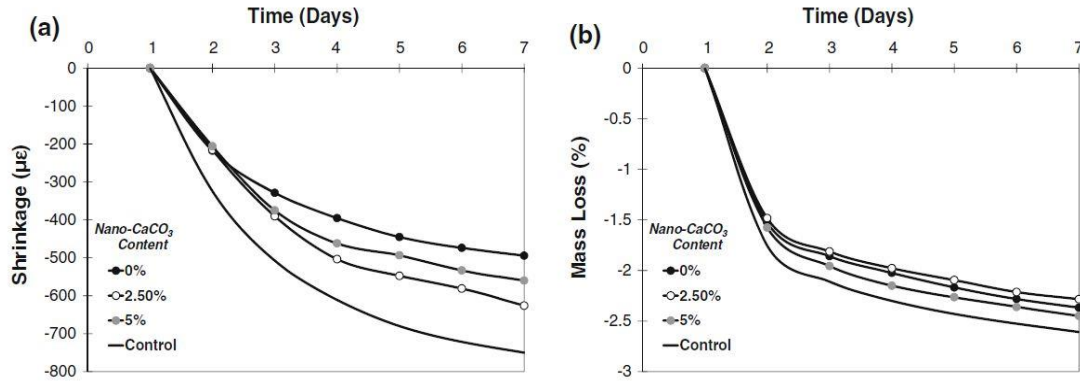 (a)
Time (Days)
0 1 2 3 4 5 6 7
0
-100
-200
-300
-400
-500
-600
-700
-800
Shrinkage (με)
Nano-CaCO₃
Content
0%
2.50%
5%
Control
(b)
Time (Days)
0 1 2 3 4 5 6 7
0
-0.5
-1
-1.5
-2
-2.5
-3
Mass Loss (%)
Nano-CaCO₃
Content
0%
2.50%
5%
Control